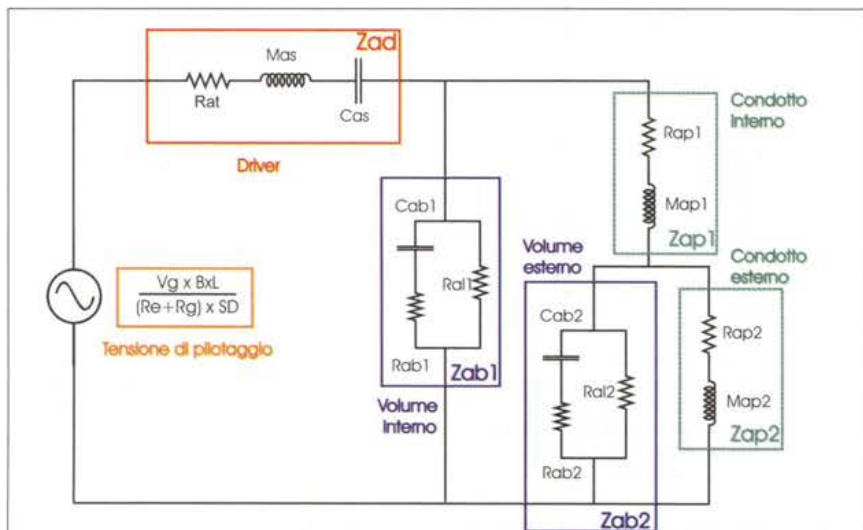 Zad
Mas
Rat
Cas
Driver
Condotto
Interno
Rap1
Map1
Zap1
Cab1
Ral1
Rab1
Zab1
Volume
Interno
Volume
esterno
Condotto
esterno
Cab2
Ral2
Rab2
Zab2
Rap2
Map2
Zap2
Vg x BxL
(Re+Rg) x SD
Tensione di pilotaggio